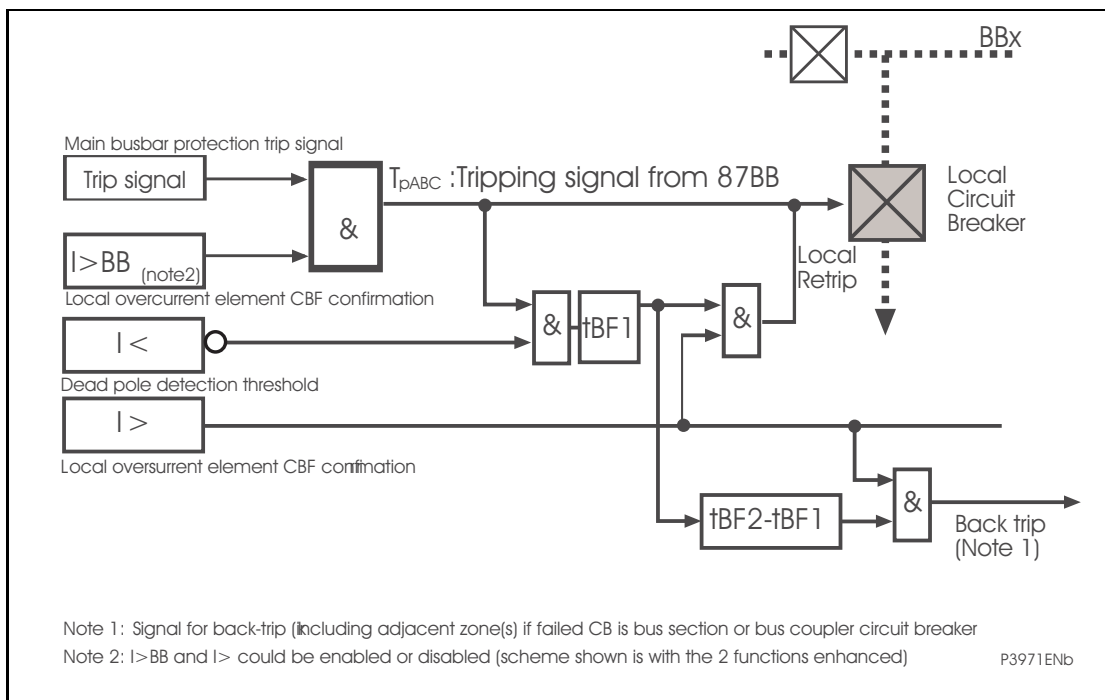 BBx
Main busbar protection trip signal
Trip signal
&
TpABC :Tripping signal from 87BB
Local
Circuit
Breaker
I>BB (note2)
Local overcurrent element CBF confirmation
Local
Retrip
I<
&
tBF1
&
Dead pole detection threshold
I>
Local oversurrent element CBF confimation
tBF2-tBF1
&
Back trip
(Note 1)
Note 1: Signal for back-trip (including adjacent zone(s) if failed CB is bus section or bus coupler circuit breaker
Note 2: I>BB and I> could be enabled or disabled (scheme shown is with the 2 functions enhanced)
P3971ENb